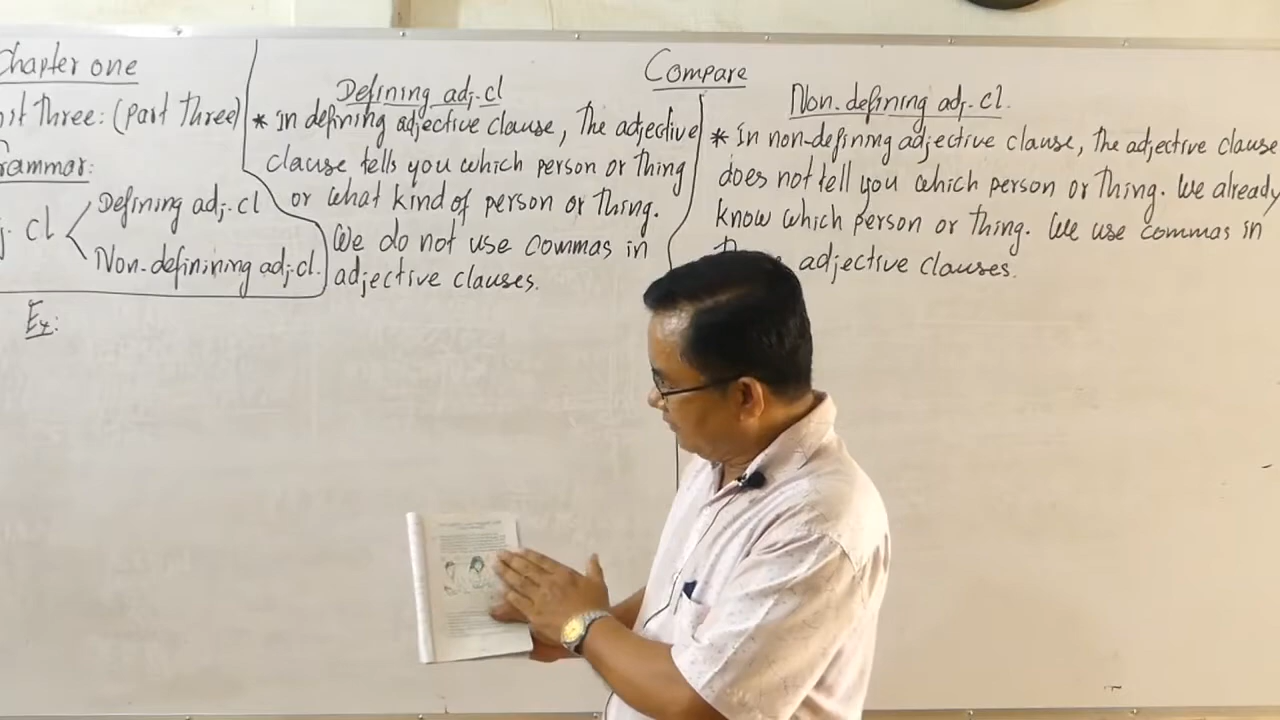 Chapter one
Three: (Part Three)
Grammar:
cl
Defining adj. cl
Non-definining adj.cl.
Ex:
Compare
Defining adj.cl
* In defining adjective clause, The adjective
clause tells you which person or thing
or what kind of person or Thing.
We do not use commas in
adjective clauses.
Non-defining adj. cl.
* In non-defining adjective clause, The adjective clause
does not tell you which person or Thing. We already
know which person or thing. We use commas in
adjective clauses.